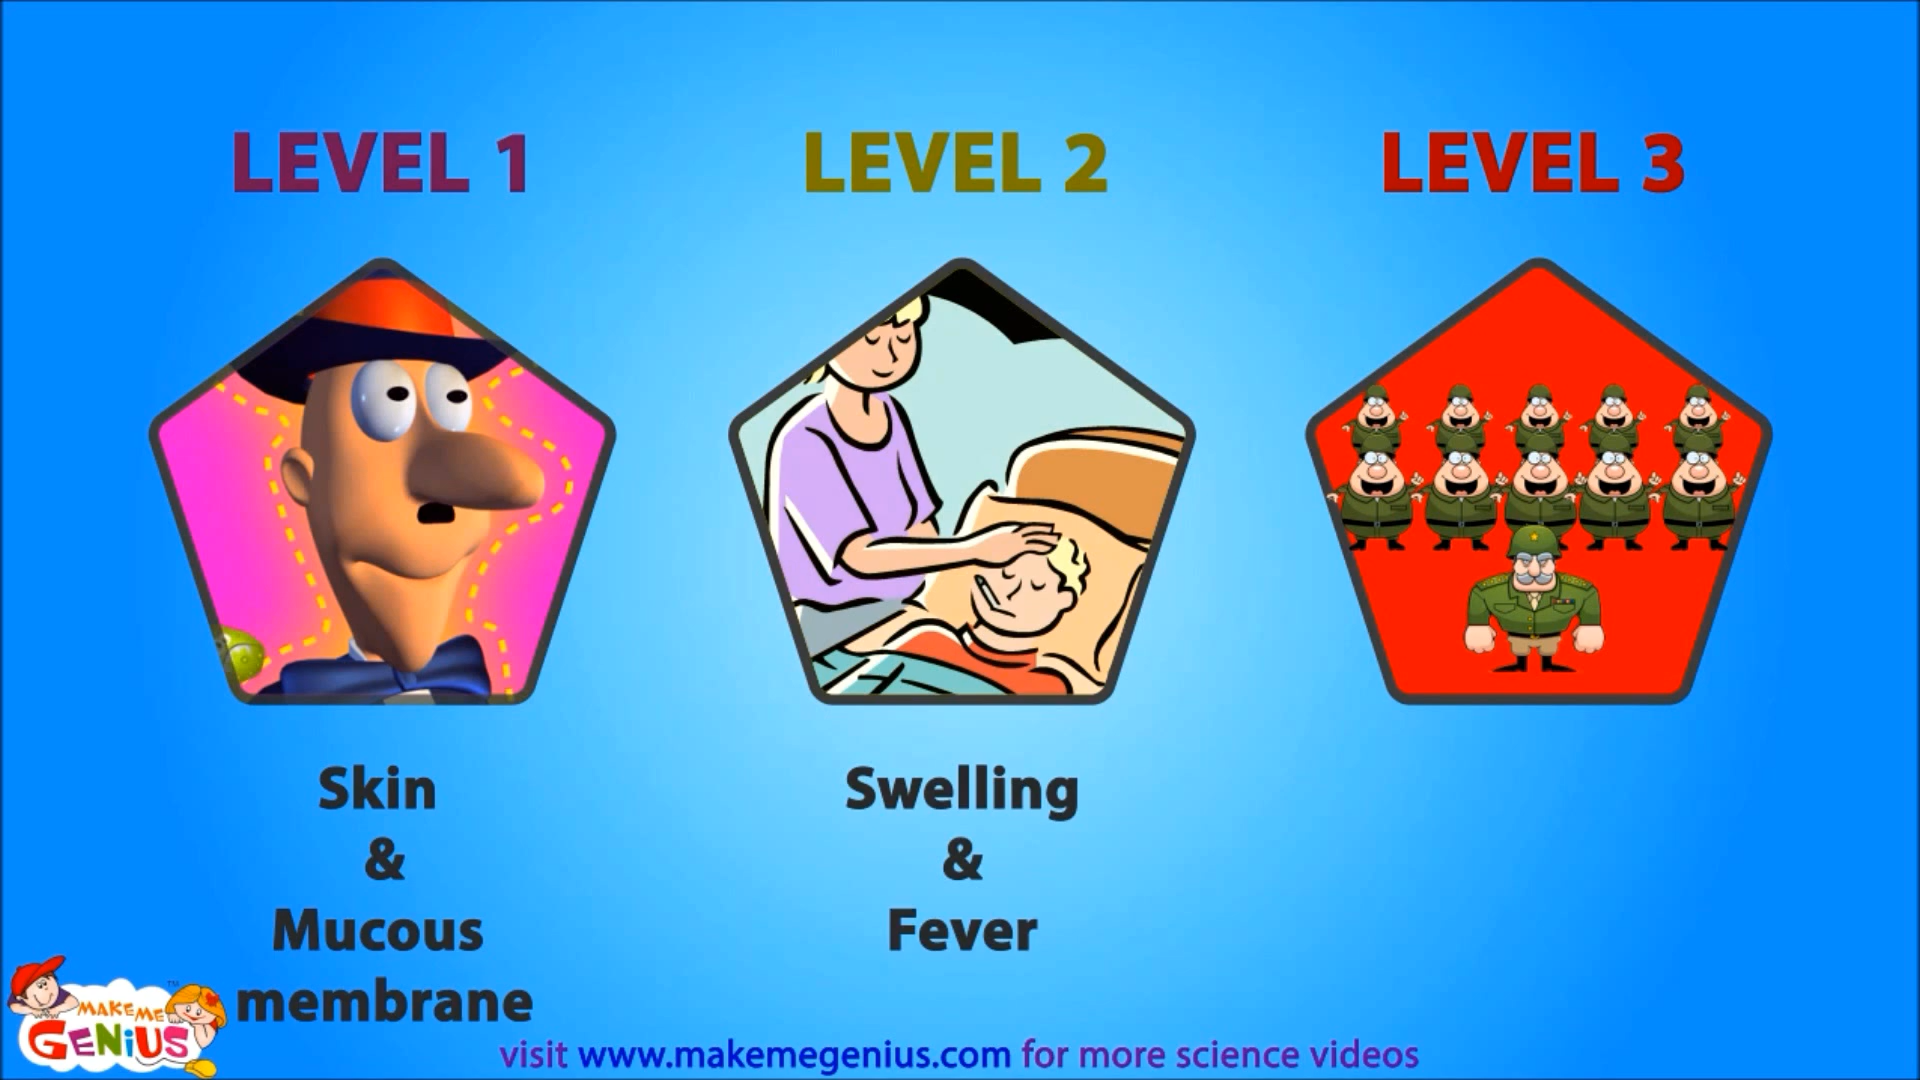 LEVEL 1
LEVEL 2
LEVEL 3
Skin
&
Mucous
membrane
Swelling
&
Fever
MAKE ME
GENiUS
TM
visit www.makemegenius.com for more science videos